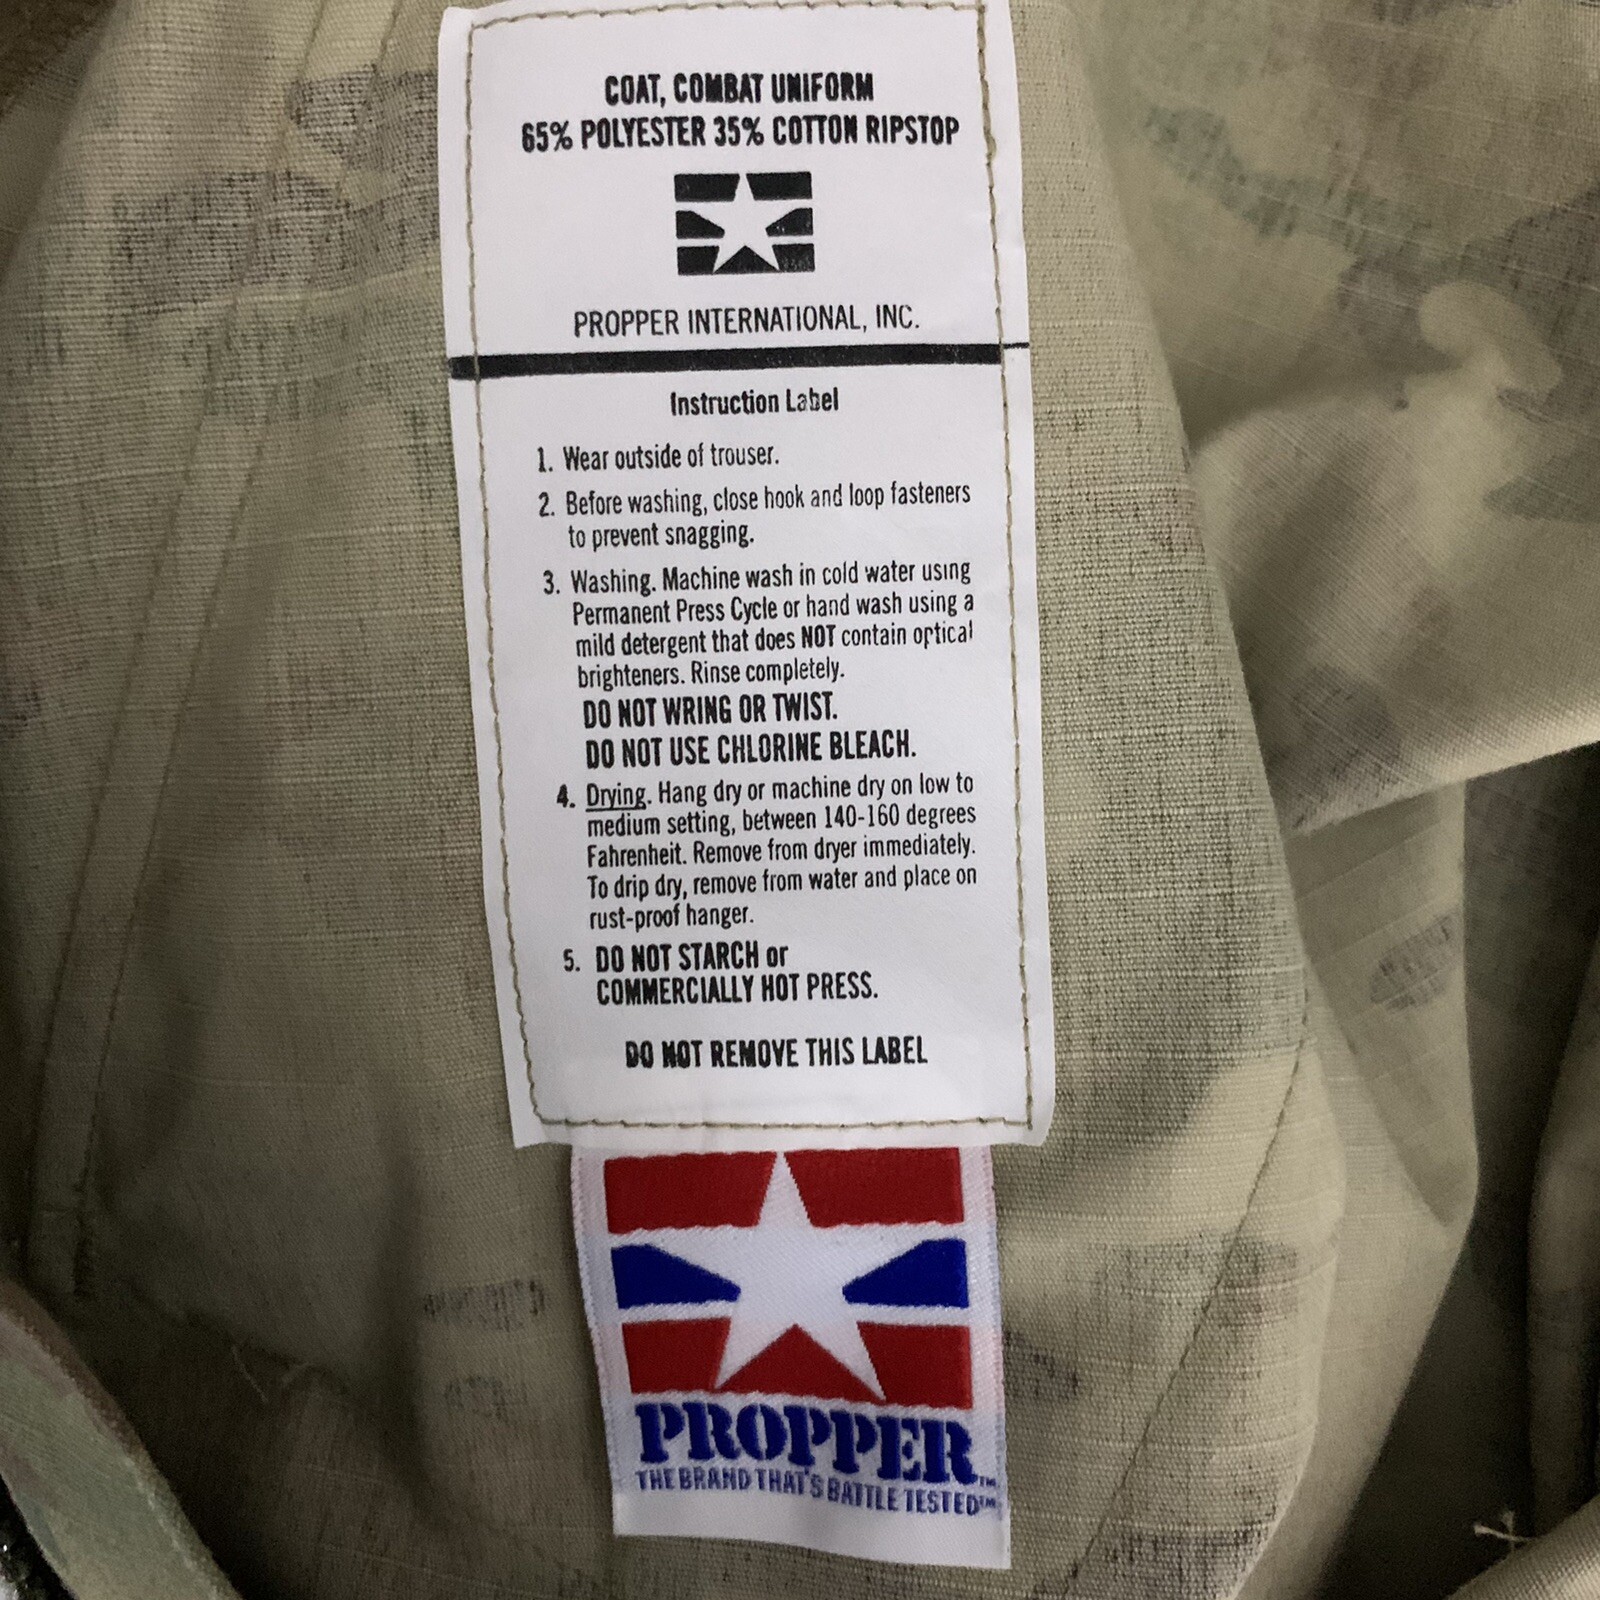 COAT, COMBAT UNIFORM
65% POLYESTER 35% COTTON RIPSTOP
PROPPER INTERNATIONAL, INC.
Instruction Label
1. Wear outside of trouser.
2. Before washing, close hook and loop fasteners
to prevent snagging.
3. Washing. Machine wash in cold water using
Permanent Press Cycle or hand wash using a
mild detergent that does NOT contain optical
brighteners. Rinse completely.
DO NOT WRING OR TWIST.
DO NOT USE CHLORINE BLEACH.
4. Drying. Hang dry or machine dry on low to
medium setting, between 140-160 degrees
Fahrenheit. Remove from dryer immediately.
To drip dry, remove from water and place on
rust-proof hanger.
5. DO NOT STARCH or
COMMERCIALLY HOT PRESS.
DO NOT REMOVE THIS LABEL
PROPPER™
THE BRAND THAT'S BATTLE TESTED™